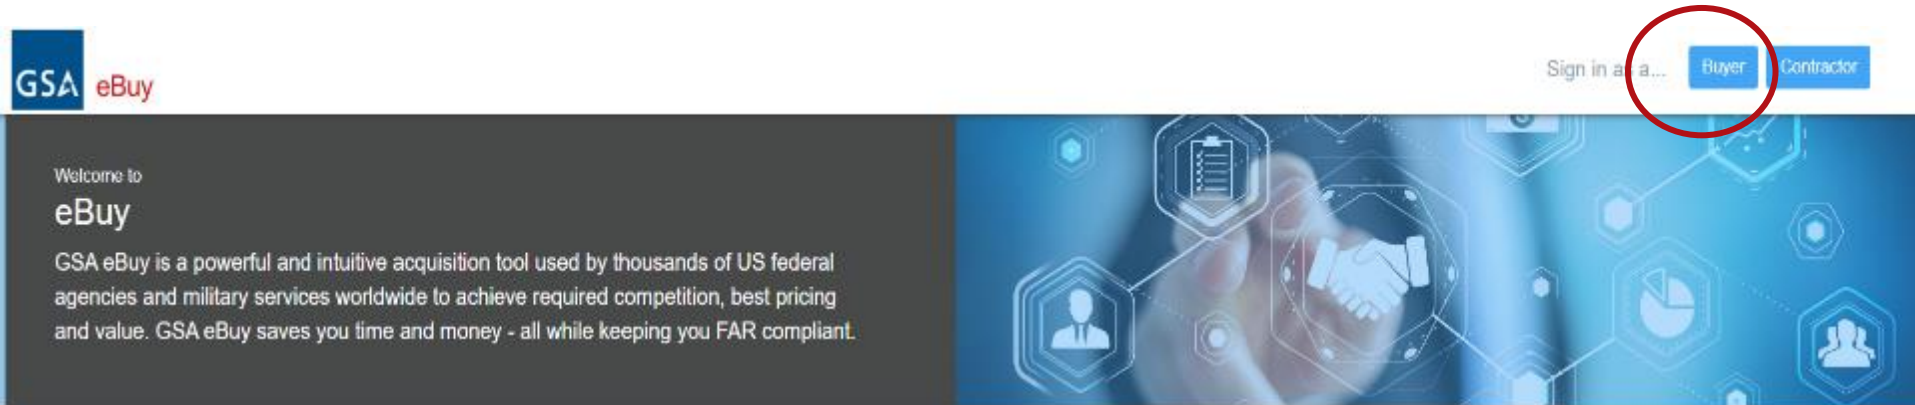 GSA eBuy
Sign in as a... Buyer Contractor
Welcome to
eBuy
GSA eBuy is a powerful and intuitive acquisition tool used by thousands of US federal
agencies and military services worldwide to achieve required competition, best pricing
and value. GSA eBuy saves you time and money - all while keeping you FAR compliant.